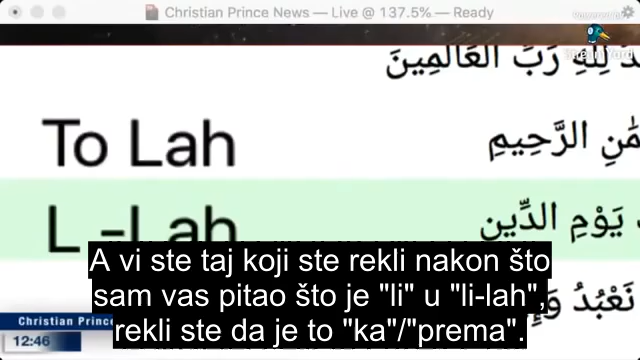 Christian Prince News — Live @ 137.5% — Ready
لِلَّهِ رَبِّ الْعَالَمِينَ
To Lah
الرَّحِيمِ
L -Lah
يَوْمِ الدِّينِ
نَعْبُدُ
A vi ste taj koji ste rekli nakon što
sam vas pitao što je "li" u "li-lah",
rekli ste da je to "ka"/"prema".
Christian Princ
12:46